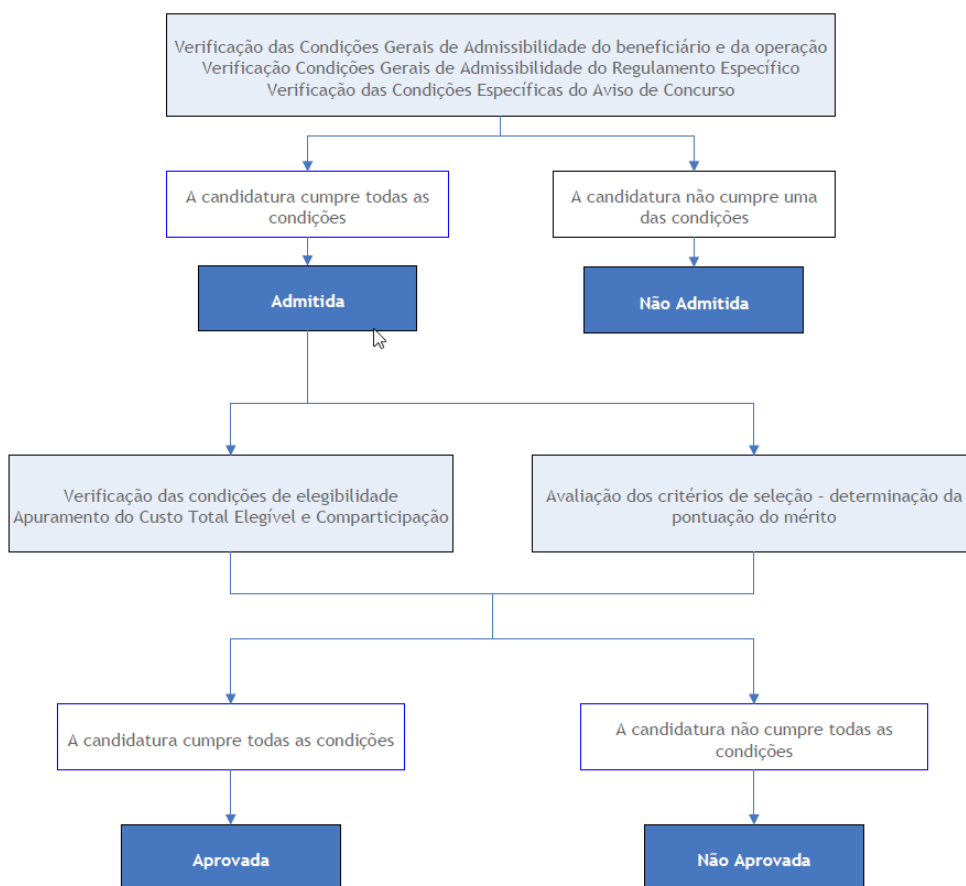 Verificação das Condições Gerais de Admissibilidade do beneficiário e da operação
Verificação Condições Gerais de Admissibilidade do Regulamento Específico
Verificação das Condições Específicas do Aviso de Concurso
A candidatura cumpre todas as
condições
A candidatura não cumpre uma
das condições
Admitida
Não Admitida
Verificação das condições de elegibilidade
Apuramento do Custo Total Elegível e Comparticipação
Avaliação dos critérios de seleção - determinação da
pontuação do mérito
A candidatura cumpre todas as condições
A candidatura não cumpre todas as
condições
Aprovada
Não Aprovada